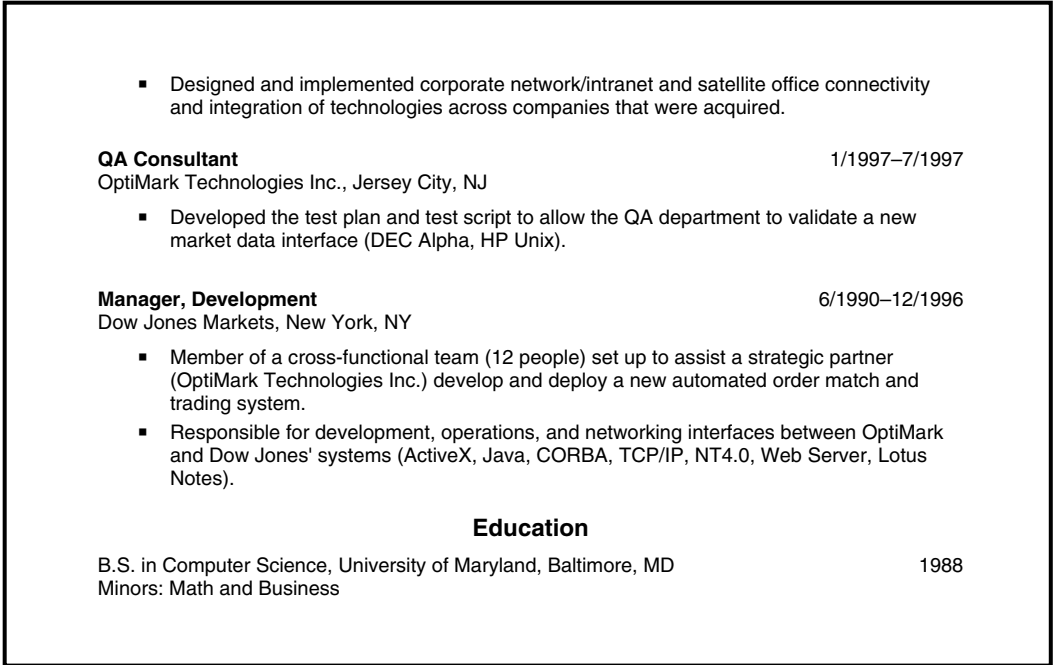 ▪ Designed and implemented corporate network/intranet and satellite office connectivity
and integration of technologies across companies that were acquired.
QA Consultant 1/1997–7/1997
OptiMark Technologies Inc., Jersey City, NJ
▪ Developed the test plan and test script to allow the QA department to validate a new
market data interface (DEC Alpha, HP Unix).
Manager, Development 6/1990–12/1996
Dow Jones Markets, New York, NY
▪ Member of a cross-functional team (12 people) set up to assist a strategic partner
(OptiMark Technologies Inc.) develop and deploy a new automated order match and
trading system.
▪ Responsible for development, operations, and networking interfaces between OptiMark
and Dow Jones' systems (ActiveX, Java, CORBA, TCP/IP, NT4.0, Web Server, Lotus
Notes).
Education
B.S. in Computer Science, University of Maryland, Baltimore, MD 1988
Minors: Math and Business